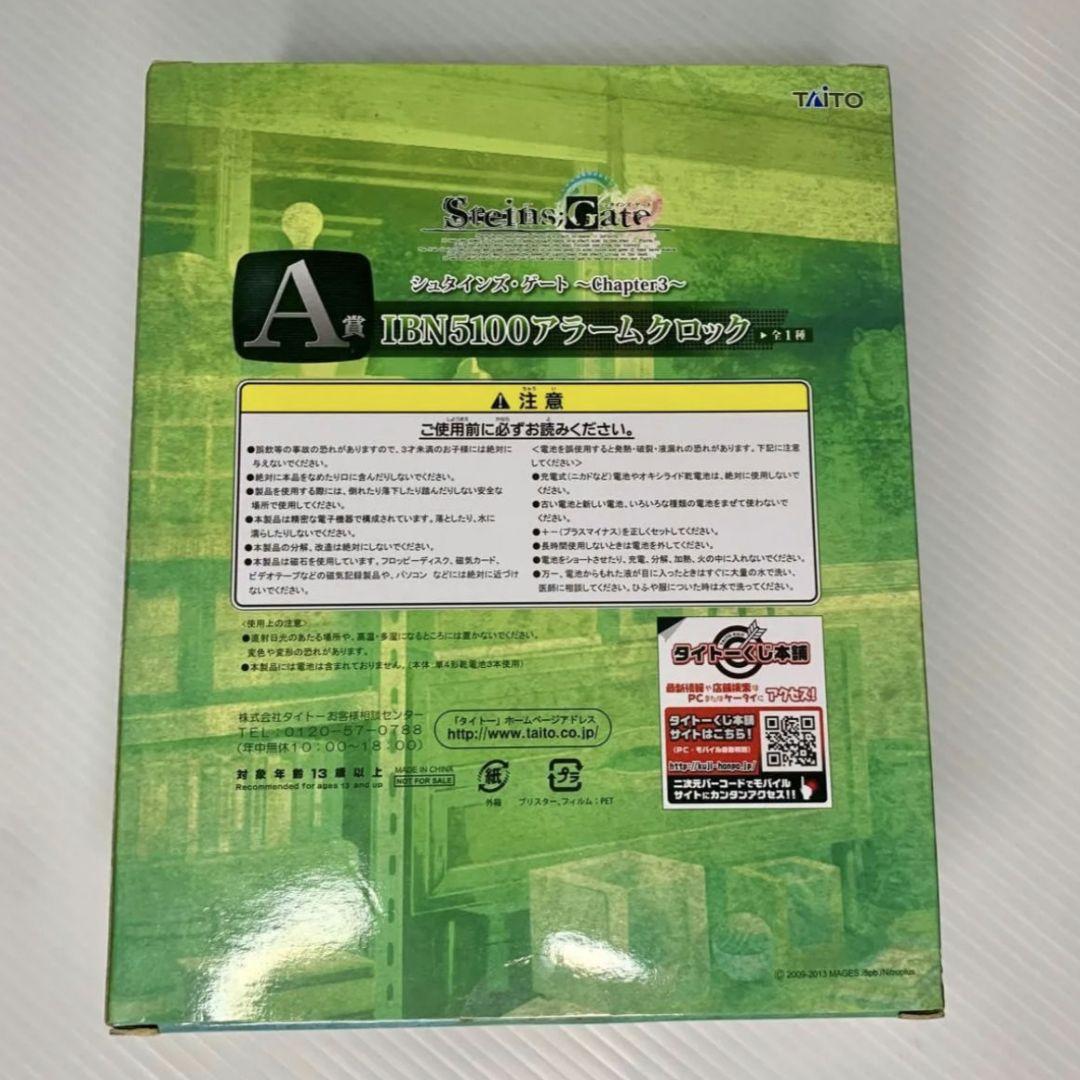 TAITO
シュタインズ・ゲート
Steins;Gate
シュタインズ・ゲート ～Chapter3～
A賞
IBN5100アラームクロック ▶全1種
⚠注意
ちゅうい
ご使用前に必ずお読みください。
●誤飲等の事故の恐れがありますので、3才未満のお子様には絶対に
与えないでください。
●絶対に本品をなめたり口に含んだりしないでください。
●製品を使用する際には、倒れたり落下したり踏んだりしない安全な
場所で使用してください。
●本製品は精密な電子機器で構成されています。落としたり、水に
濡らしたりしないでください。
●本製品の分解、改造は絶対にしないでください。
●本製品は磁石を使用しています。フロッピーディスク、磁気カード、
ビデオテープなどの磁気記録製品や、パソコン などには絶対に近づけ
ないでください。
＜電池を誤使用すると発熱・破裂・液漏れの恐れがあります。下記に注意
してください＞
●充電式(ニカドなど)電池やオキシライド乾電池は、絶対に使用しないで
ください。
●古い電池と新しい電池、いろいろな種類の電池をまぜて使わないで
ください。
●＋－(プラスマイナス)を正しくセットしてください。
●長時間使用しないときは電池を外してください。
●電池をショートさせたり、充電、分解、加熱、火の中に入れないでください。
●万一、電池からもれた液が目に入ったときはすぐに大量の水で洗い、
医師に相談してください。ひふや服についた時は水で洗ってください。
＜使用上の注意＞
●直射日光のあたる場所や、高温・多湿になるところには置かないでください。
変色や変形の恐れがあります。
●本製品には電池は含まれておりません。(本体:単4形乾電池3本使用)
株式会社タイトーお客様相談センター
TEL:0120-57-0788
(年中無休10:00～18:00)
「タイトー」ホームページアドレス
http://www.taito.co.jp/
対象年齢13歳以上
Recommended for ages 13 and up
MADE IN CHINA
NOT FOR SALE
紙
外箱
プラ
ブリスター,フィルム:PET
タイトーくじ本舗
最新情報や店舗検索は
PCまたはケータイにアクセス!
タイトーくじ本舗
サイトはこちら!
(PC・モバイル自動判別)
http://kuji-honpo.jp/
二次元バーコードでモバイル
サイトにカンタンアクセス!!
© 2009-2013 MAGES./5pb./Nitroplus